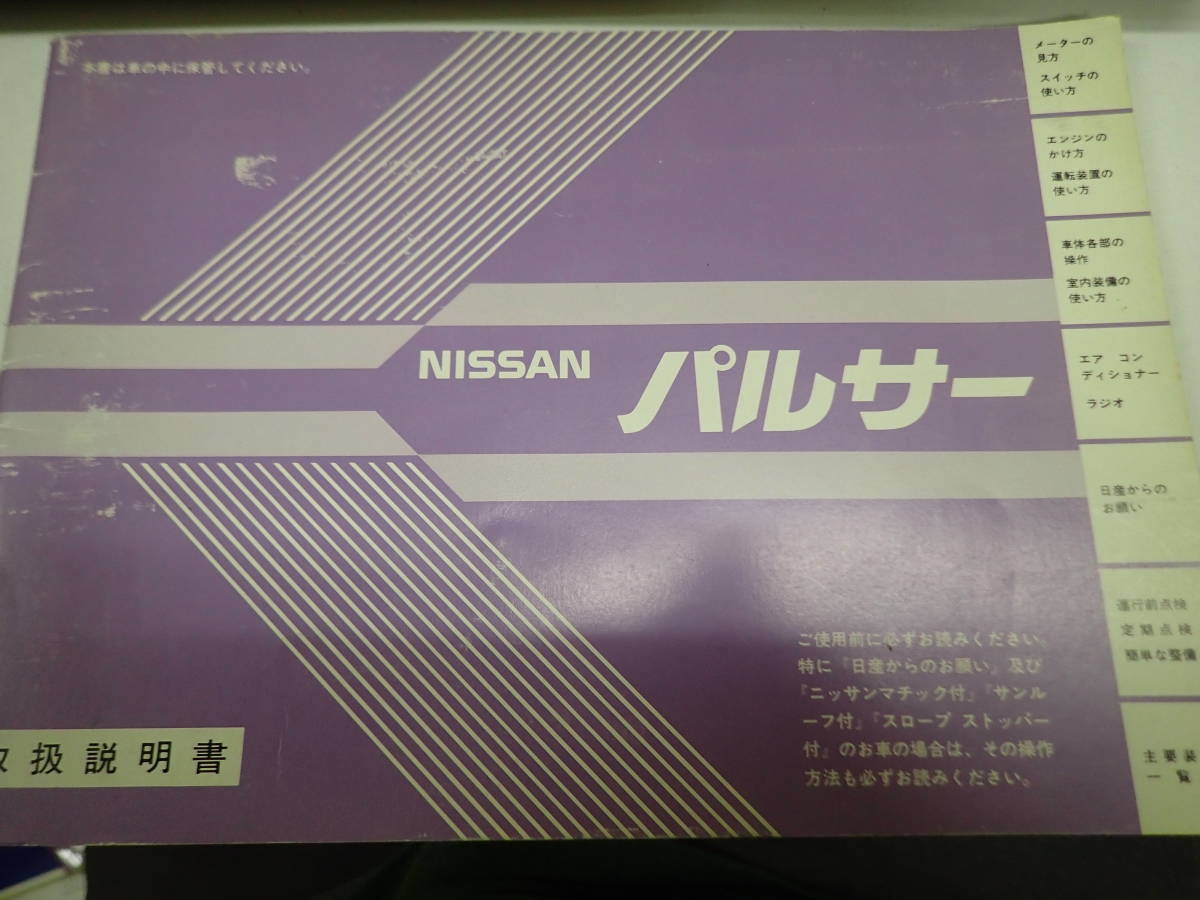 本書は車の中に保管してください。
NISSAN パルサー
ご使用前に必ずお読みください。
特に『日産からのお願い』及び
『ニッサンマチック付』『サンル
ーフ付』『スロープ ストッパー
付』のお車の場合は、その操作
方法も必ずお読みください。
取扱説明書
メーターの
見方
スイッチの
使い方
エンジンの
かけ方
運転装置の
使い方
車体各部の
操作
室内装備の
使い方
エア コン
ディショナー
ラジオ
日産からの
お願い
運行前点検
定期点検
簡単な整備
主要装
一覧